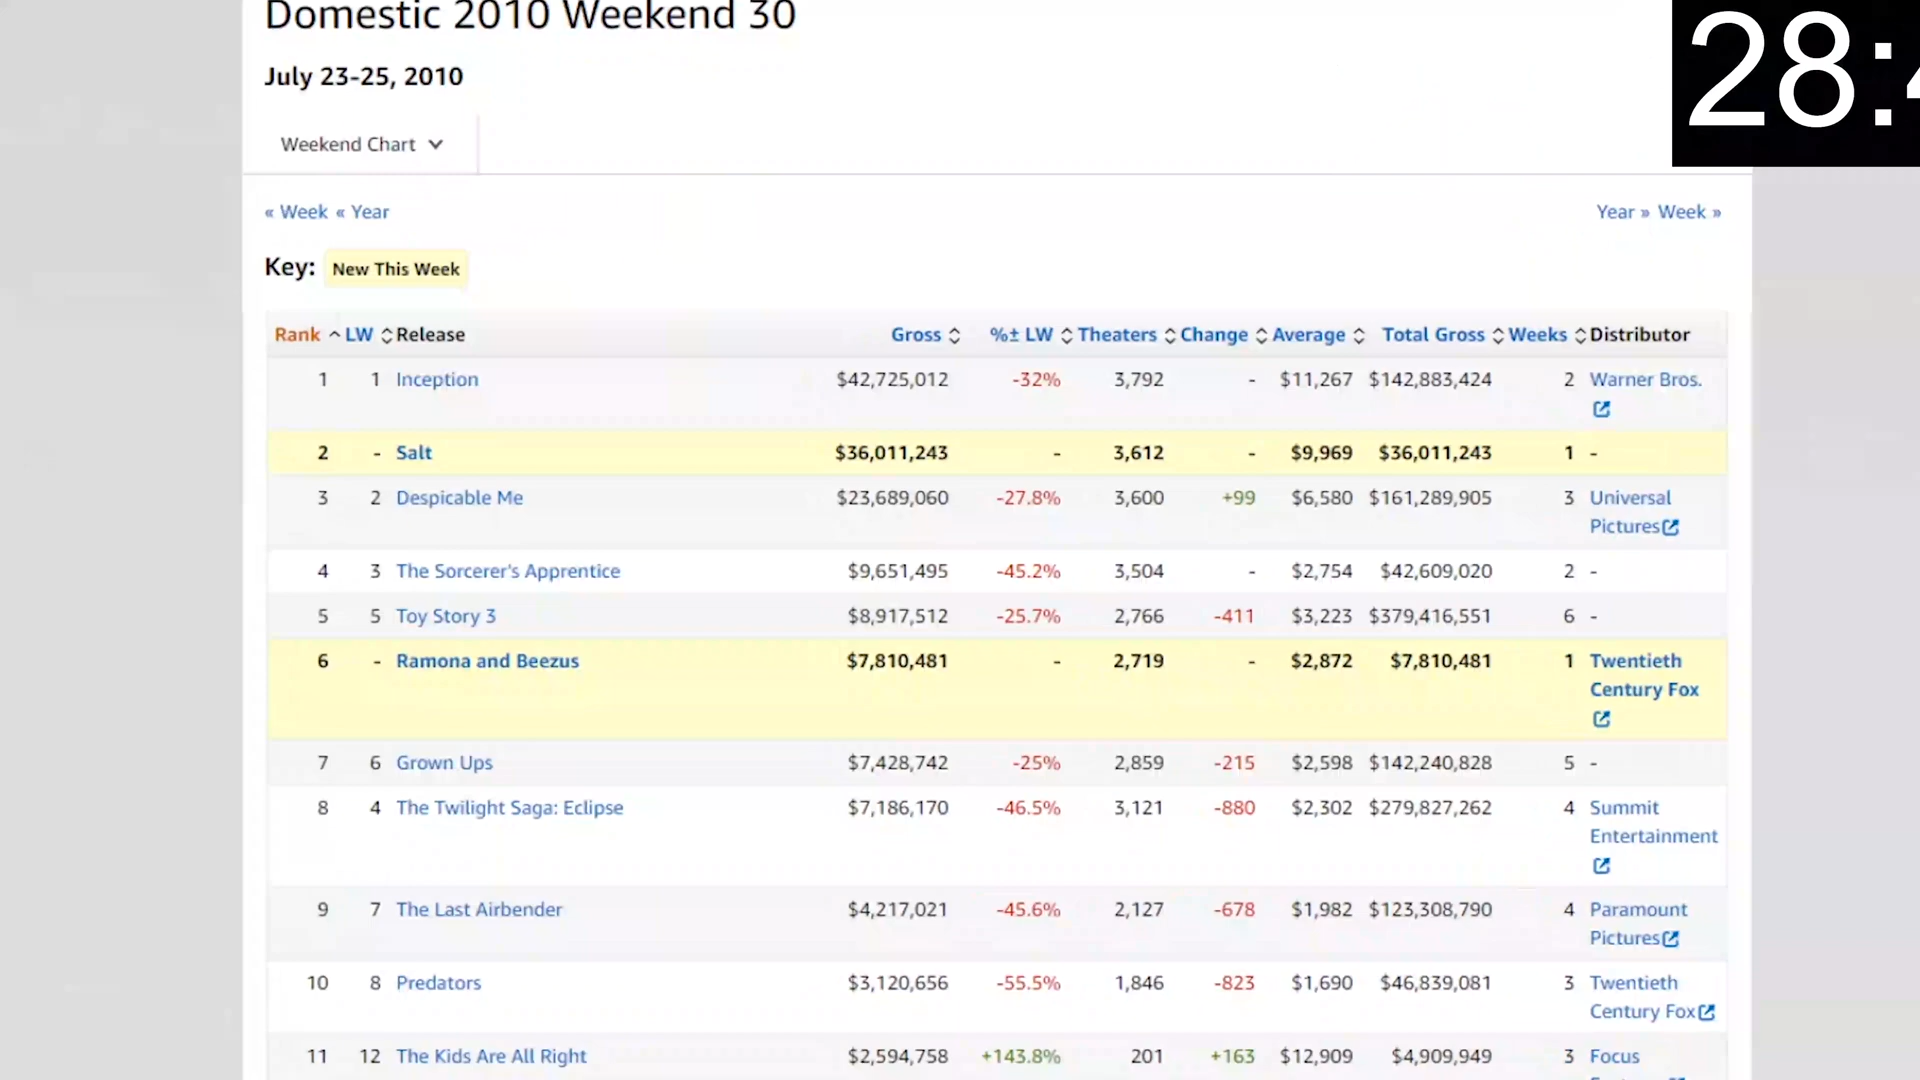 Domestic 2010 Weekend 30
July 23-25, 2010
Weekend Chart
« Week « Year
Year » Week »
Key: New This Week
Rank LW Release Gross %± LW Theaters Change Average Total Gross Weeks Distributor
1 1 Inception $42,725,012 -32% 3,792 - $11,267 $142,883,424 2 Warner Bros.
2 - Salt $36,011,243 - 3,612 - $9,969 $36,011,243 1 -
3 2 Despicable Me $23,689,060 -27.8% 3,600 +99 $6,580 $161,289,905 3 Universal
Pictures
4 3 The Sorcerer's Apprentice $9,651,495 -45.2% 3,504 - $2,754 $42,609,020 2 -
5 5 Toy Story 3 $8,917,512 -25.7% 2,766 -411 $3,223 $379,416,551 6 -
6 - Ramona and Beezus $7,810,481 - 2,719 - $2,872 $7,810,481 1 Twentieth
Century Fox
7 6 Grown Ups $7,428,742 -25% 2,859 -215 $2,598 $142,240,828 5 -
8 4 The Twilight Saga: Eclipse $7,186,170 -46.5% 3,121 -880 $2,302 $279,827,262 4 Summit
Entertainment
9 7 The Last Airbender $4,217,021 -45.6% 2,127 -678 $1,982 $123,308,790 4 Paramount
Pictures
10 8 Predators $3,120,656 -55.5% 1,846 -823 $1,690 $46,839,081 3 Twentieth
Century Fox
11 12 The Kids Are All Right $2,594,758 +143.8% 201 +163 $12,909 $4,909,949 3 Focus
28: